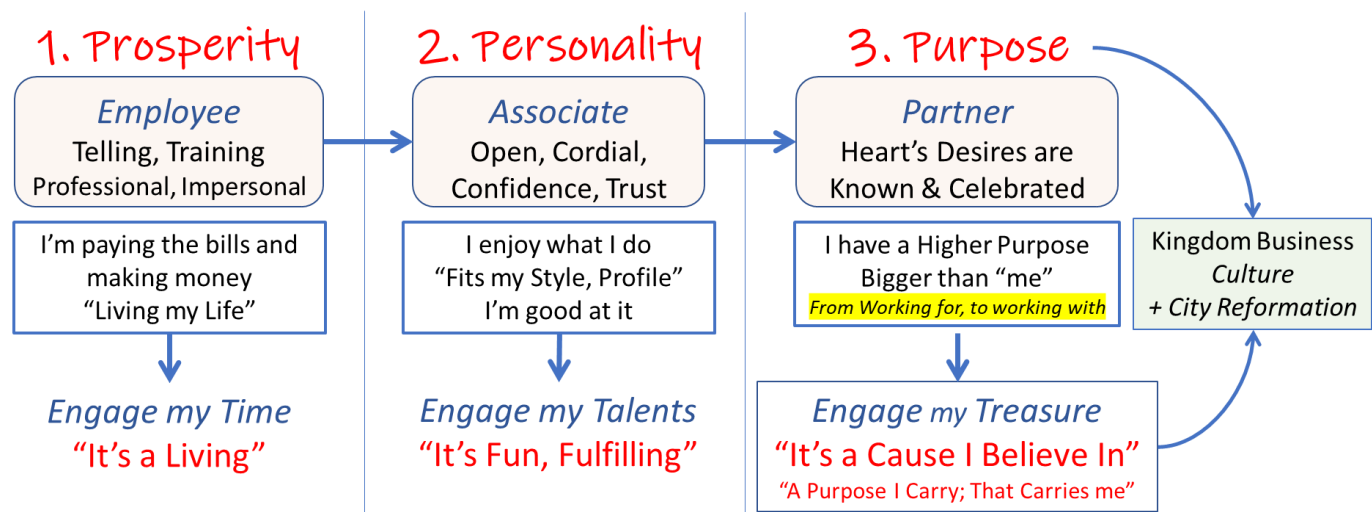 1. Prosperity
Employee
Telling, Training
Professional, Impersonal
I'm paying the bills and
making money
“Living my Life”
Engage my Time
“It's a Living”
2. Personality
Associate
Open, Cordial,
Confidence, Trust
I enjoy what I do
“Fits my Style, Profile”
I'm good at it
Engage my Talents
“It's Fun, Fulfilling”
3. Purpose
Partner
Heart's Desires are
Known & Celebrated
I have a Higher Purpose
Bigger than “me”
From Working for, to working with
Engage my Treasure
“It's a Cause I Believe In”
“A Purpose I Carry; That Carries me”
Kingdom Business
Culture
+ City Reformation